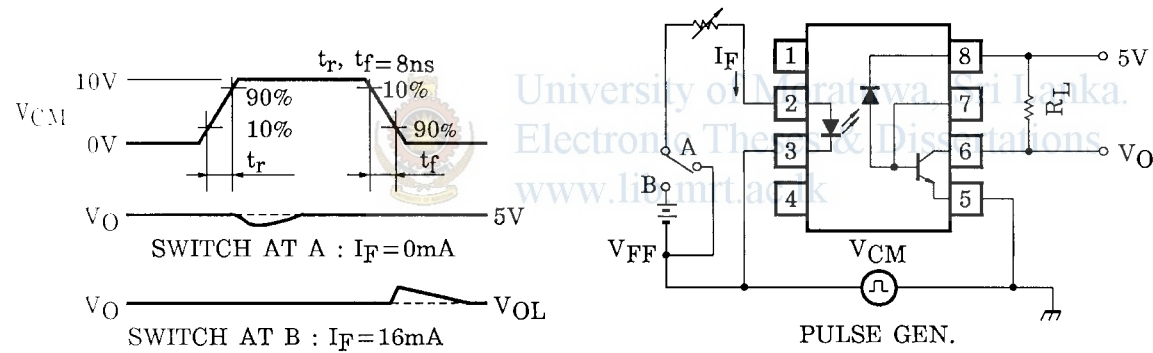 tr, tf=8ns
10V
90%
10%
VCM
10%
90%
0V
tr
tf
VO
5V
SWITCH AT A : IF=0mA
VO
VOL
SWITCH AT B : IF=16mA
IF
1
2
3
4
8
7
6
5
5V
RL
VO
A
B
VFF
VCM
PULSE GEN.
University of Moratuwa, Sri Lanka.
Electronic Theses & Dissertations
www.lib.mrt.ac.lk